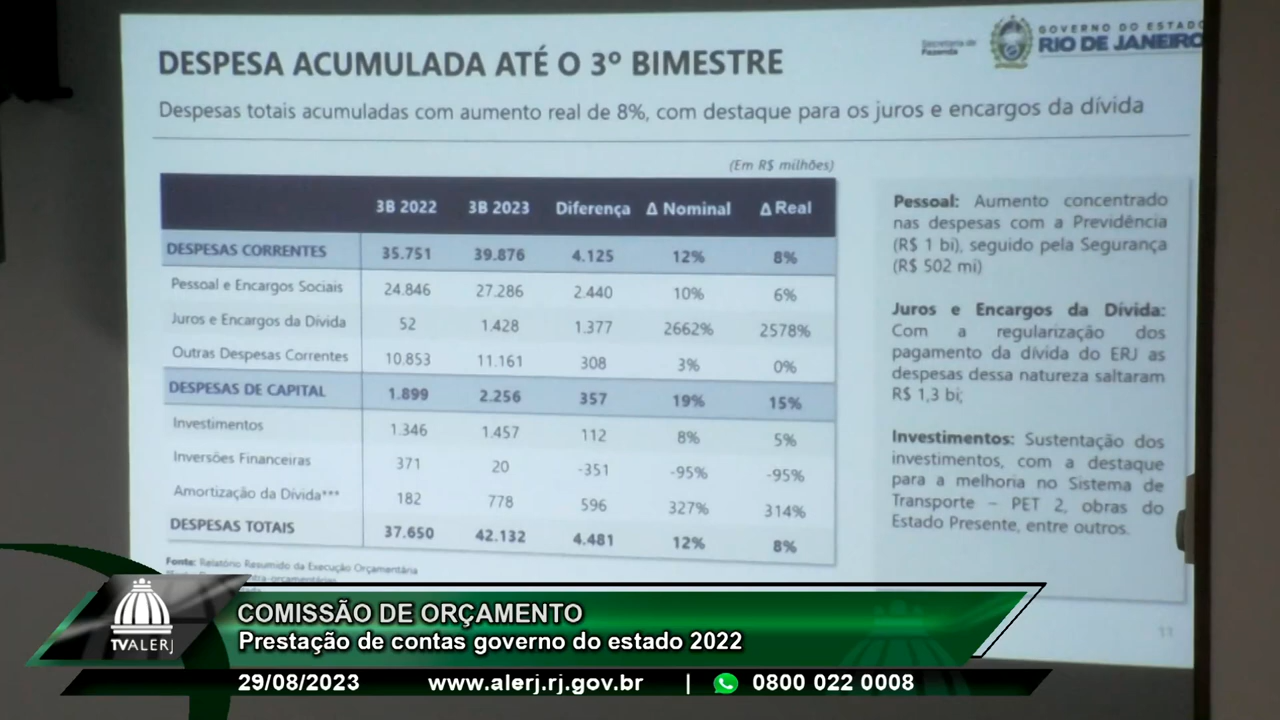 GOVERNO DO ESTADO
Secretaria de
Fazenda
RIO DE JANEIRO
DESPESA ACUMULADA ATÉ O 3º BIMESTRE
Despesas totais acumuladas com aumento real de 8%, com destaque para os juros e encargos da dívida
(Em R$ milhões)
3B 2022 3B 2023 Diferença Δ Nominal Δ Real
DESPESAS CORRENTES 35.751 39.876 4.125 12% 8%
Pessoal e Encargos Sociais 24.846 27.286 2.440 10% 6%
Juros e Encargos da Dívida 52 1.428 1.377 2662% 2578%
Outras Despesas Correntes 10.853 11.161 308 3% 0%
DESPESAS DE CAPITAL 1.899 2.256 357 19% 15%
Investimentos 1.346 1.457 112 8% 5%
Inversões Financeiras 371 20 -351 -95% -95%
Amortização da Dívida*** 182 778 596 327% 314%
DESPESAS TOTAIS 37.650 42.132 4.481 12% 8%
Fonte: Relatório Resumido da Execução Orçamentária
Pessoal: Aumento concentrado
nas despesas com a Previdência
(R$ 1 bi), seguido pela Segurança
(R$ 502 mi)
Juros e Encargos da Dívida:
Com a regularização dos
pagamento da dívida do ERJ as
despesas dessa natureza saltaram
R$ 1,3 bi;
Investimentos: Sustentação dos
investimentos, com a destaque
para a melhoria no Sistema de
Transporte – PET 2, obras do
Estado Presente, entre outros.
11
COMISSÃO DE ORÇAMENTO
Prestação de contas governo do estado 2022
TVALERJ
29/08/2023 www.alerj.rj.gov.br | 0800 022 0008